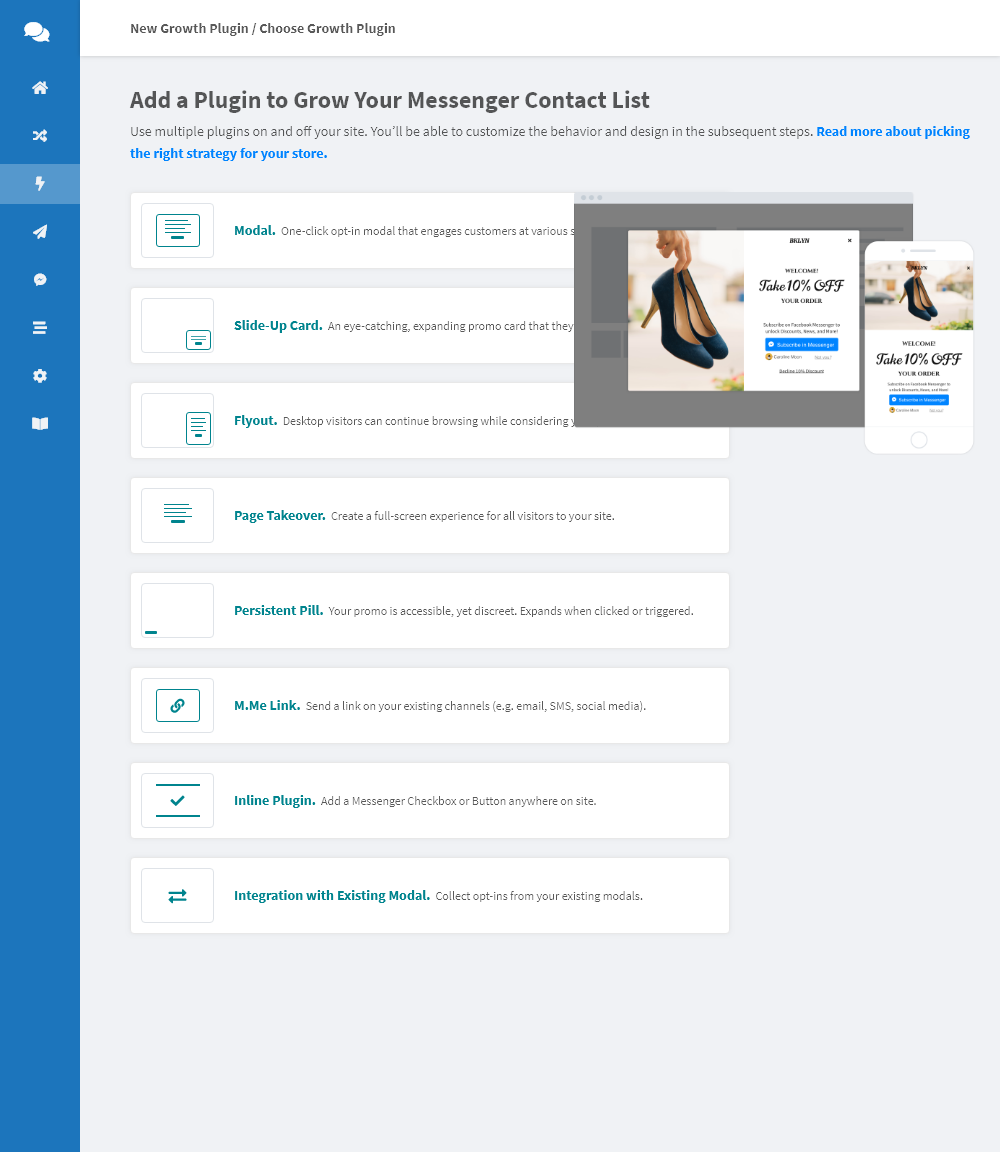 New Growth Plugin / Choose Growth Plugin
Add a Plugin to Grow Your Messenger Contact List
Use multiple plugins on and off your site. You’ll be able to customize the behavior and design in the subsequent steps. Read more about picking
the right strategy for your store.
Modal. One-click opt-in modal that engages customers at various
Slide-Up Card. An eye-catching, expanding promo card that they
Flyout. Desktop visitors can continue browsing while considering
Page Takeover. Create a full-screen experience for all visitors to your site.
Persistent Pill. Your promo is accessible, yet discreet. Expands when clicked or triggered.
M.Me Link. Send a link on your existing channels (e.g. email, SMS, social media).
Inline Plugin. Add a Messenger Checkbox or Button anywhere on site.
Integration with Existing Modal. Collect opt-ins from your existing modals.
BKLYN
WELCOME!
Take 10% OFF
YOUR ORDER
Subscribe on Facebook Messenger to
unlock Discounts, News, and More!
Subscribe in Messenger
Caroline Moon Not you?
Decline 10% Discount
BKLYN
WELCOME!
Take 10% OFF
YOUR ORDER
Subscribe on Facebook Messenger to
unlock Discounts, News, and More!
Subscribe in Messenger
Caroline Moon Not you?